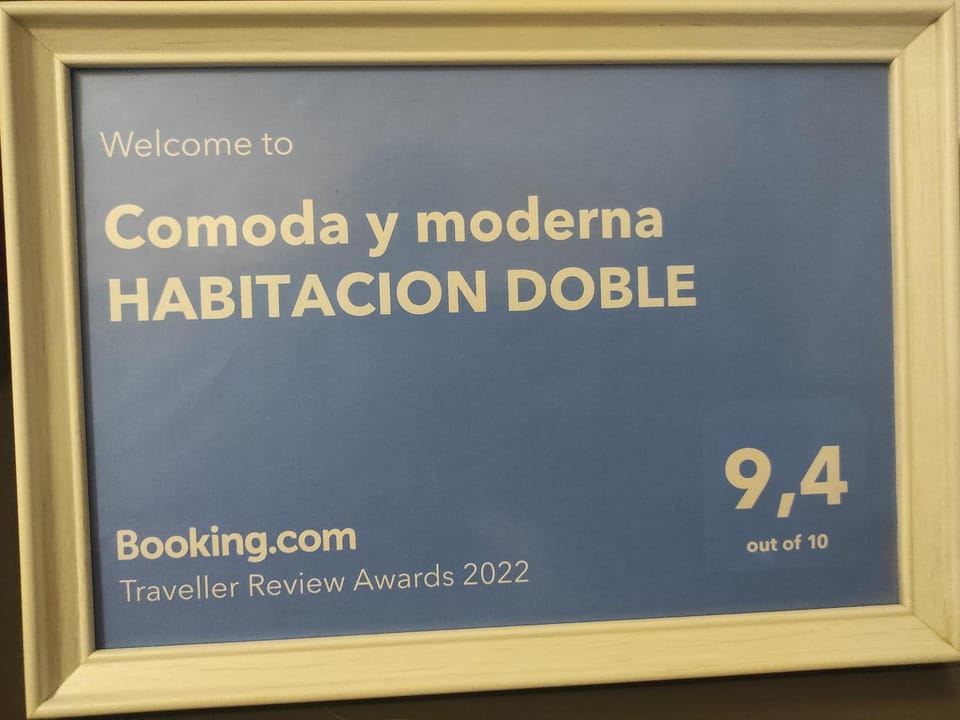 Welcome to
Comoda y moderna
HABITACION DOBLE
9,4
out of 10
Booking.com
Traveller Review Awards 2022